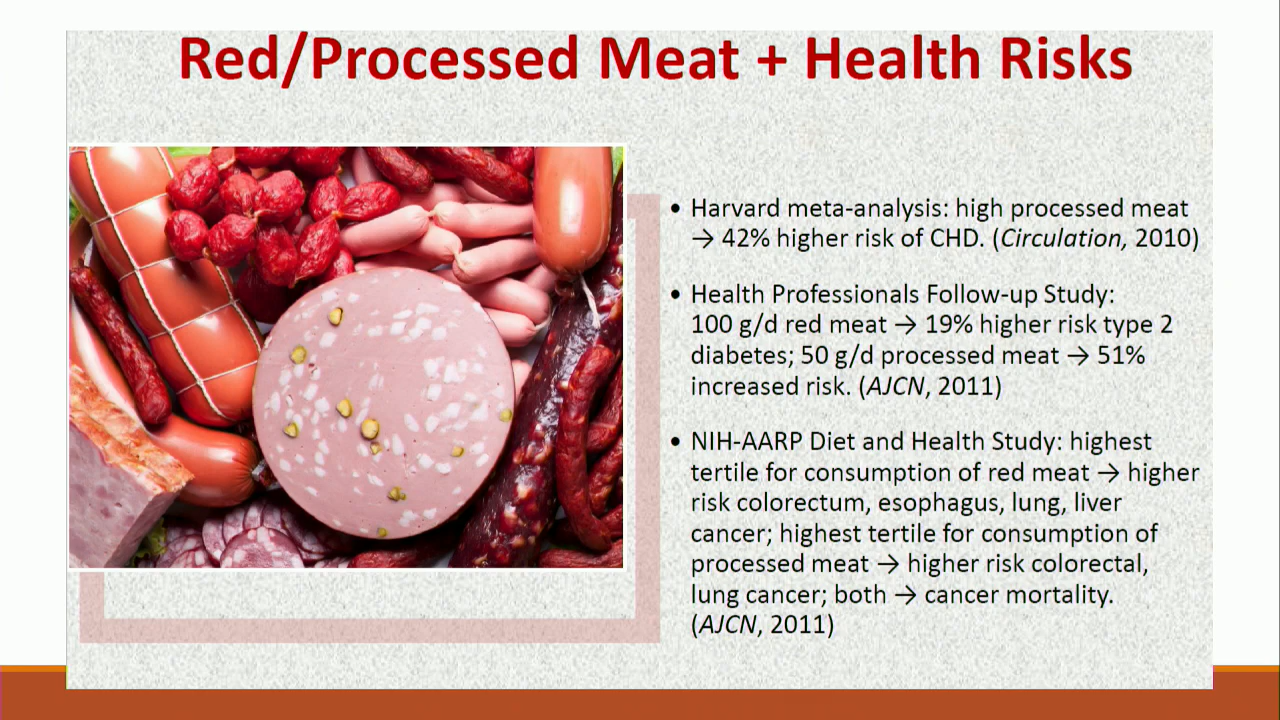 Red/Processed Meat + Health Risks
• Harvard meta-analysis: high processed meat
→ 42% higher risk of CHD. (Circulation, 2010)
• Health Professionals Follow-up Study:
100 g/d red meat → 19% higher risk type 2
diabetes; 50 g/d processed meat → 51%
increased risk. (AJCN, 2011)
• NIH-AARP Diet and Health Study: highest
tertile for consumption of red meat → higher
risk colorectum, esophagus, lung, liver
cancer; highest tertile for consumption of
processed meat → higher risk colorectal,
lung cancer; both → cancer mortality.
(AJCN, 2011)